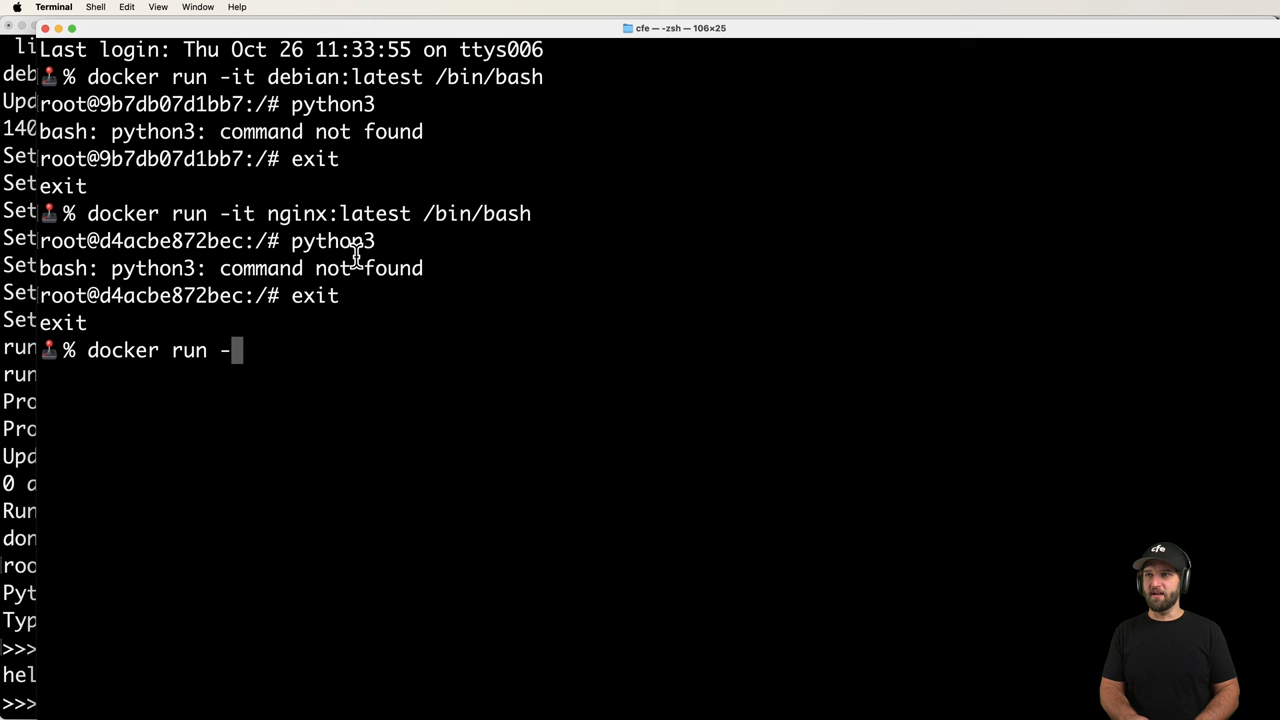 Terminal Shell Edit View Window Help
cfe — -zsh — 106×25
Last login: Thu Oct 26 11:33:55 on ttys006
% docker run -it debian:latest /bin/bash
root@9b7db07d1bb7:/# python3
bash: python3: command not found
root@9b7db07d1bb7:/# exit
exit
% docker run -it nginx:latest /bin/bash
root@d4acbe872bec:/# python3
bash: python3: command not found
root@d4acbe872bec:/# exit
exit
% docker run -
li
deb
Upd
140
Set
Set
Set
Set
Set
Set
Set
run
run
Pro
Pro
Upd
0 a
Run
don
roo
Pyt
Typ
>>>
hel
>>>
cfe